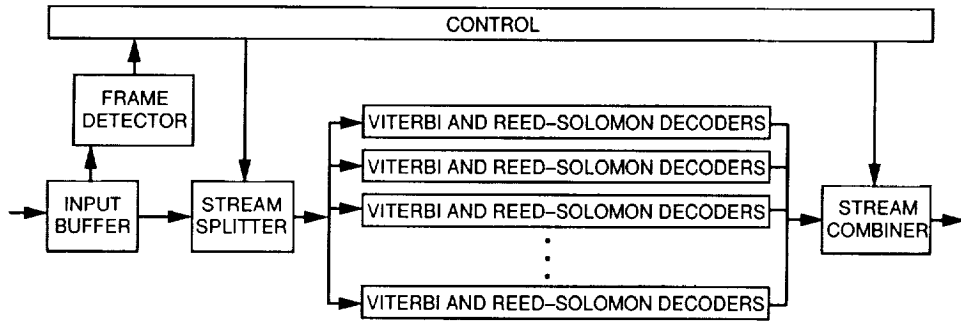 CONTROL
FRAME
DETECTOR
VITERBI AND REED–SOLOMON DECODERS
VITERBI AND REED–SOLOMON DECODERS
INPUT
BUFFER
STREAM
SPLITTER
VITERBI AND REED–SOLOMON DECODERS
STREAM
COMBINER
VITERBI AND REED–SOLOMON DECODERS